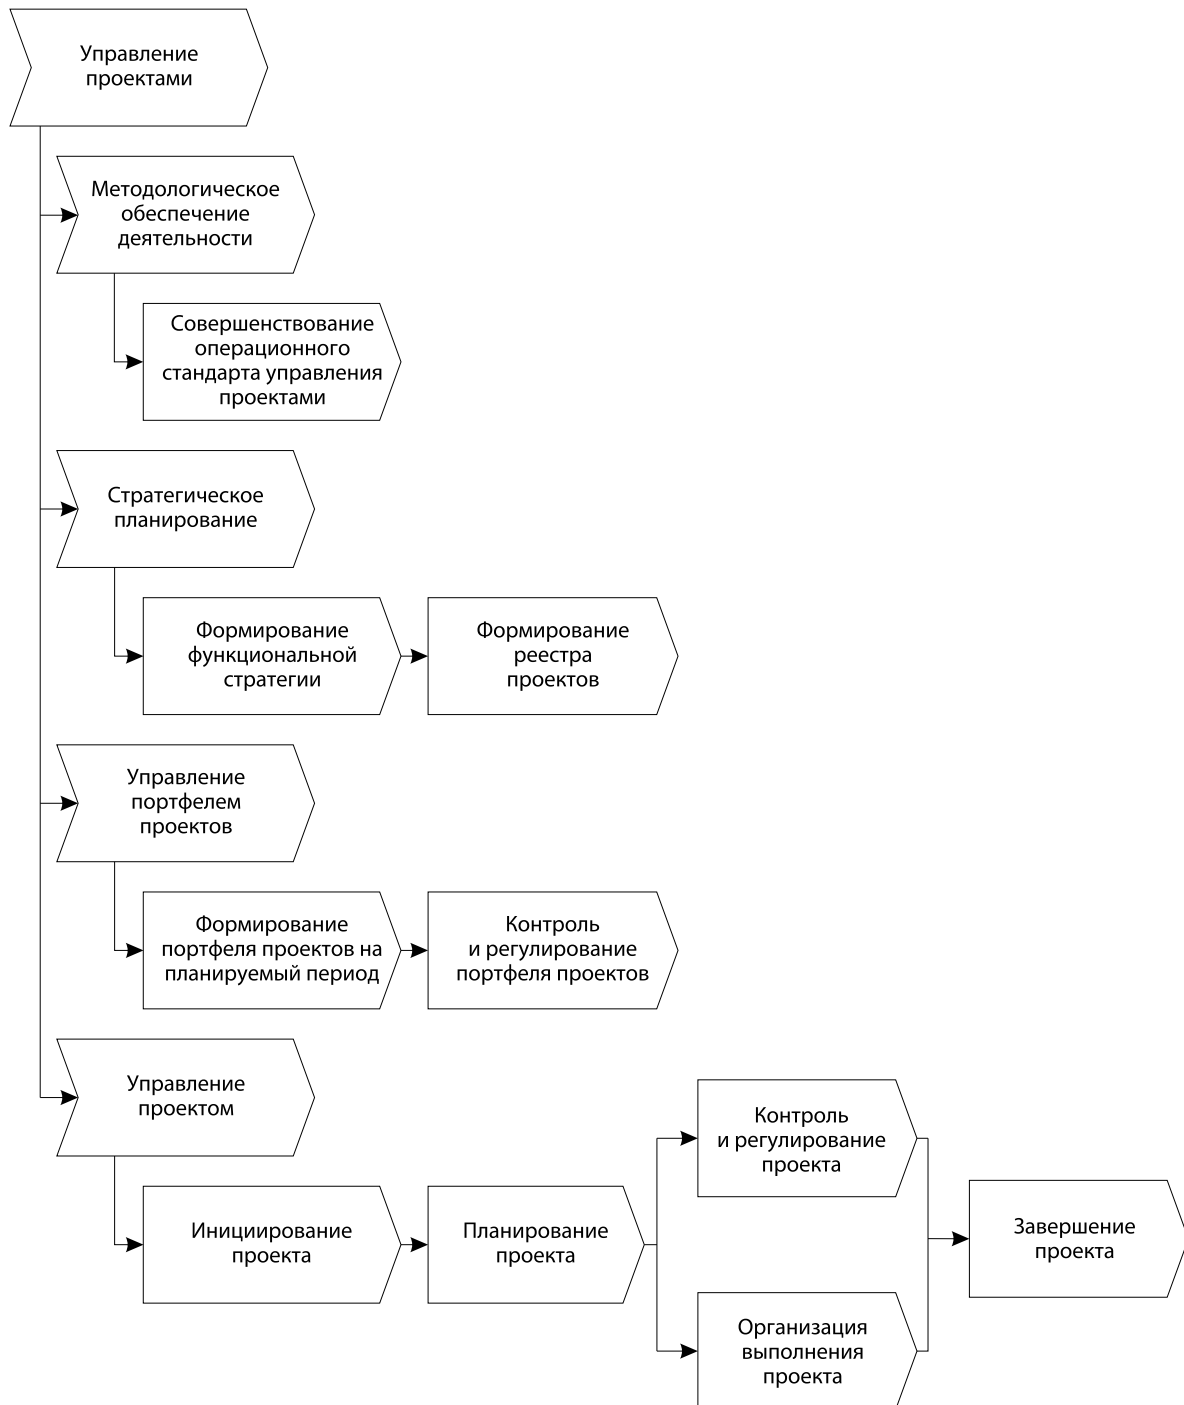 Управление
проектами
Методологическое
обеспечение
деятельности
Совершенствование
операционного
стандарта управления
проектами
Стратегическое
планирование
Формирование
функциональной
стратегии
Формирование
реестра
проектов
Управление
портфелем
проектов
Формирование
портфеля проектов на
планируемый период
Контроль
и регулирование
портфеля проектов
Управление
проектом
Инициирование
проекта
Планирование
проекта
Контроль
и регулирование
проекта
Организация
выполнения
проекта
Завершение
проекта